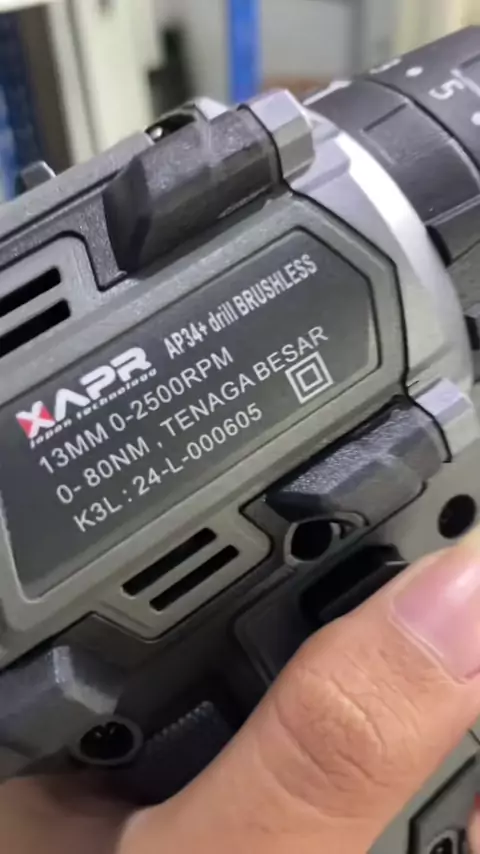 XAPR AP34+ drill BRUSHLESS
japan technology
13MM 0-2500RPM
0- 80NM , TENAGA BESAR
K3L : 24-L-000605
5